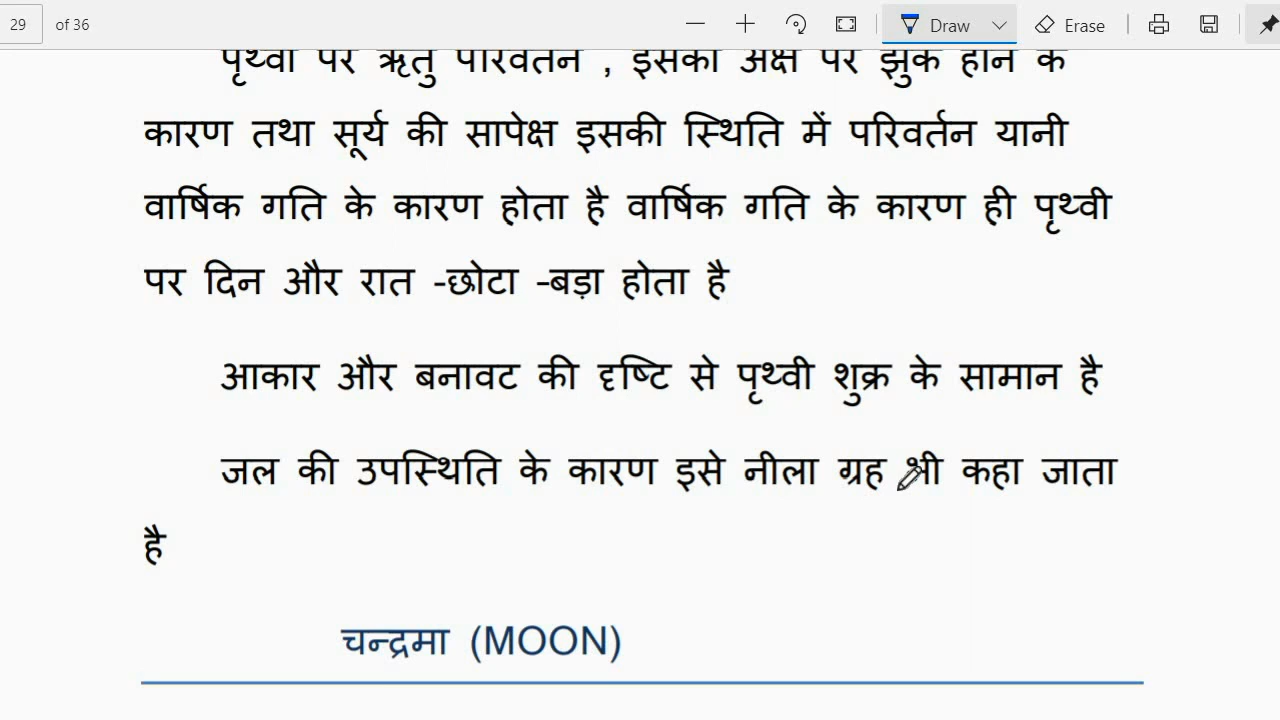 29 of 36 Draw Erase
पृथ्वी पर ऋतु परिवर्तन , इसकी अक्ष पर झुके होने के
कारण तथा सूर्य की सापेक्ष इसकी स्थिति में परिवर्तन यानी
वार्षिक गति के कारण होता है वार्षिक गति के कारण ही पृथ्वी
पर दिन और रात -छोटा –बड़ा होता है
आकार और बनावट की दृष्टि से पृथ्वी शुक्र के सामान है
जल की उपस्थिति के कारण इसे नीला ग्रह भी कहा जाता
है
चन्द्रमा (MOON)